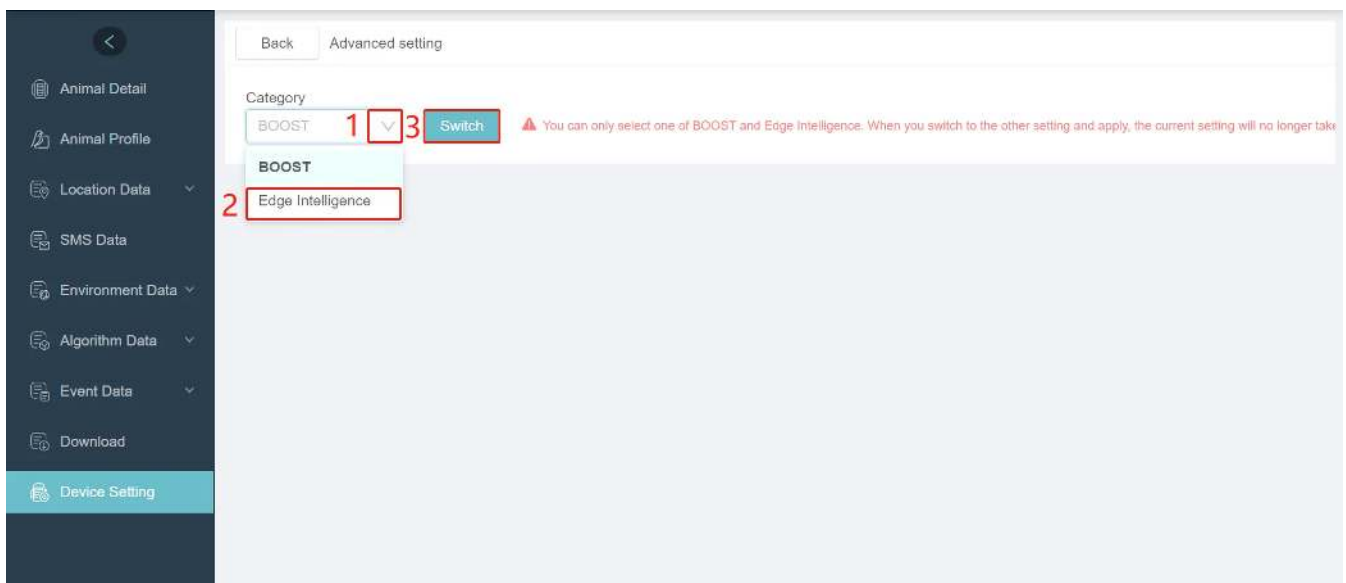 Back Advanced setting
Animal Detail
Category
BOOST 1 3 Switch You can only select one of BOOST and Edge Intelligence. When you switch to the other setting and apply, the current setting will no longer take
Animal Profile
BOOST
Location Data
2 Edge Intelligence
SMS Data
Environment Data
Algorithm Data
Event Data
Download
Device Setting